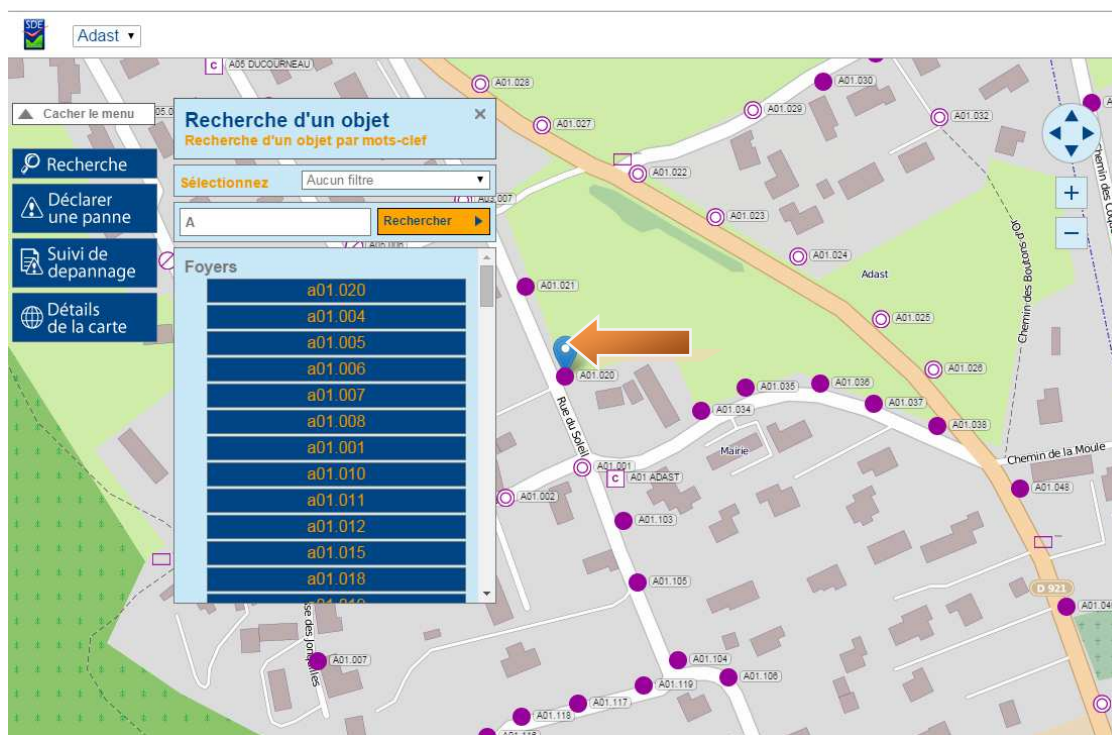 SDE
Adast
Cacher le menu
Recherche
Déclarer
une panne
Suivi de
depannage
Détails
de la carte
Recherche d'un objet
Recherche d'un objet par mots-clef
Sélectionnez
Aucun filtre
A
Rechercher
Foyers
a01.020
a01.004
a01.005
a01.006
a01.007
a01.008
a01.001
a01.010
a01.011
a01.012
a01.015
a01.018
C
A05 DUCOURNEAU
A01.028
A01.030
A01.027
A01.029
A01.032
A01.022
A03.007
A01.023
A01.024
Adast
A01.021
A01.025
A01.020
A01.026
A01.035
A01.036
A01.037
A01.034
A01.038
Rue du Soleil
Mairie
Chemin des Boutons d'Or
Chemin de la Moule
A01.001
C
A01 ADAST
A01.002
A01.048
A01.103
A01.105
D 921
A01.007
A01.104
A01.106
A01.119
A01.117
A01.118
+
−